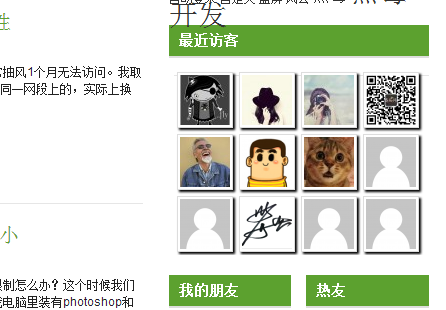 开发
性
最近访客
抽风1个月无法访问。我取
同一网段上的，实际上换
小
限制怎么办？这个时候我们
电脑里装有photoshop和
我的朋友
热友